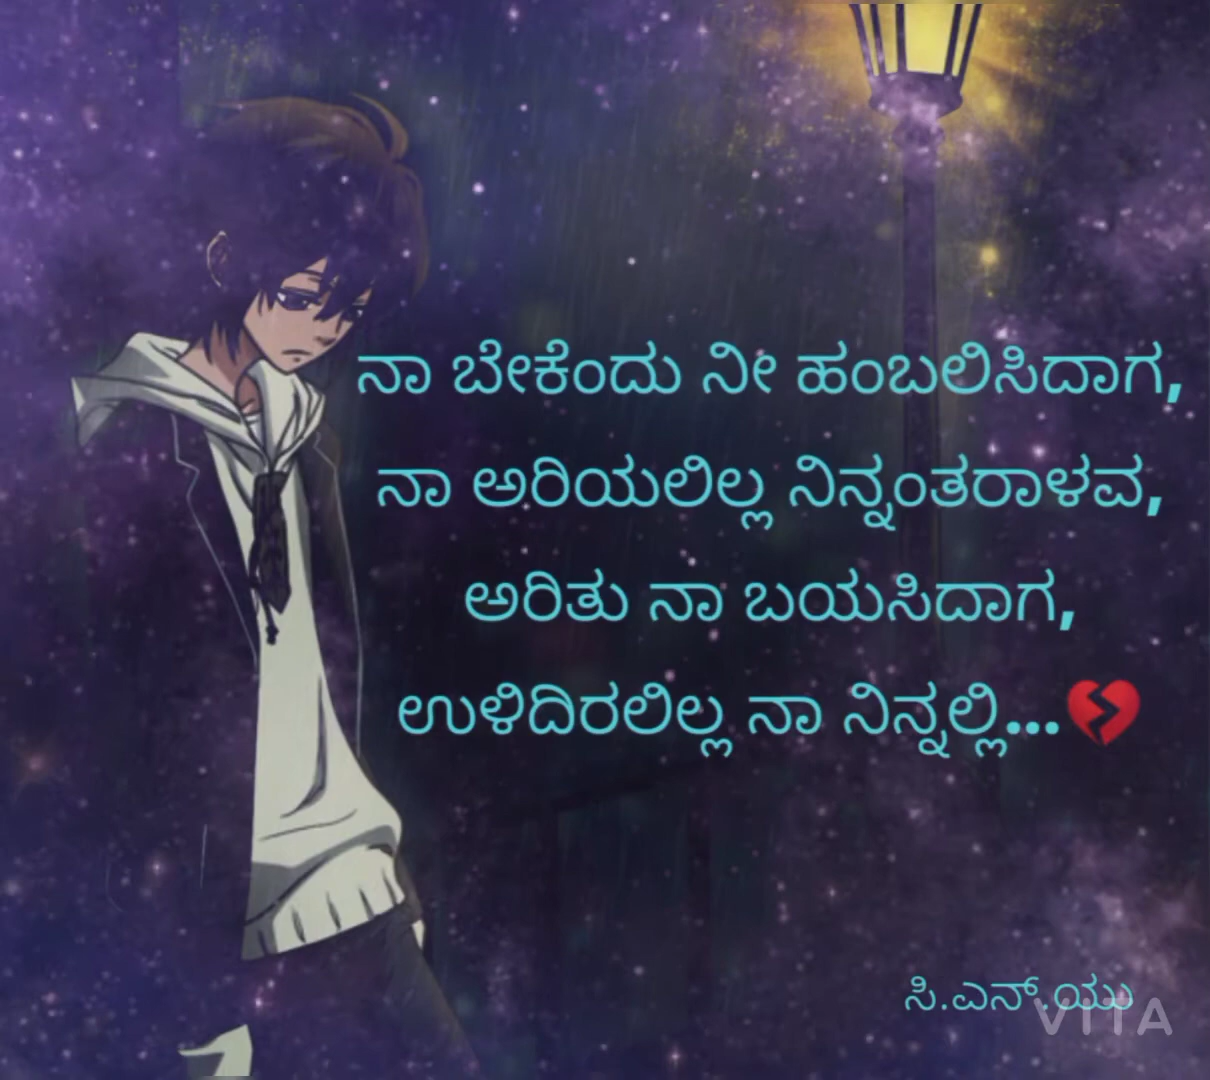 ನಾ ಬೇಕೆಂದು ನೀ ಹಂಬಲಿಸಿದಾಗ,
ನಾ ಅರಿಯಲಿಲ್ಲ ನಿನ್ನಂತರಾಳವ,
ಅರಿತು ನಾ ಬಯಸಿದಾಗ,
ಉಳಿದಿರಲಿಲ್ಲ ನಾ ನಿನ್ನಲ್ಲಿ...💔
ಸಿ.ಎನ್.ಯು
VITA